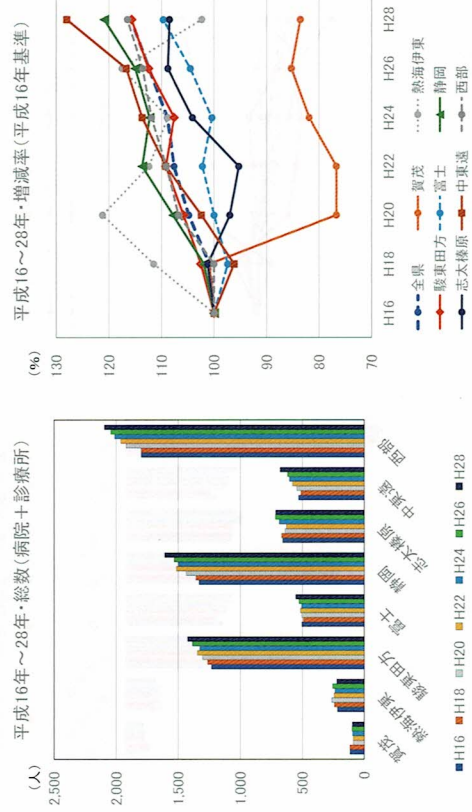 平成16年～28年・総数(病院＋診療所)
(人)
2,500
2,000
1,500
1,000
500
0
賀茂
熱海伊東
駿東田方
富士
静岡
志太榛原
中東遠
西部
H16 H18 H20 H22 H24 H26 H28
平成16～28年・増減率(平成16年基準)
(%)
130
120
110
100
90
80
70
H16 H18 H20 H22 H24 H26 H28
全県 賀茂 熱海伊東
駿東田方 富士 静岡
志太榛原 中東遠 西部